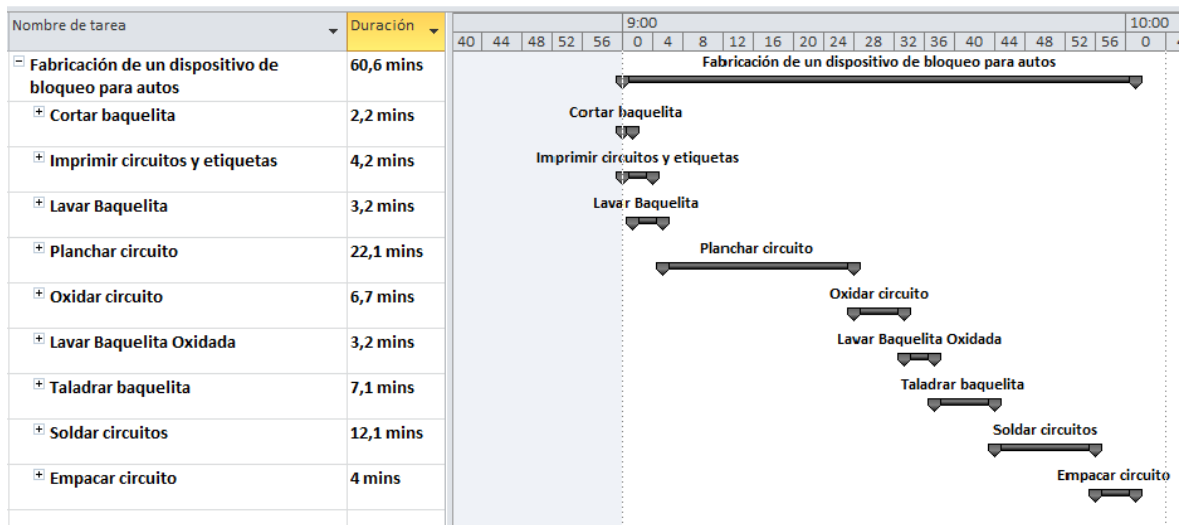 Nombre de tarea
Duración
9:00
10:00
40 44 48 52 56 0 4 8 12 16 20 24 28 32 36 40 44 48 52 56 0
Fabricación de un dispositivo de
bloqueo para autos
60,6 mins
Fabricación de un dispositivo de bloqueo para autos
Cortar baquelita
2,2 mins
Cortar baquelita
Imprimir circuitos y etiquetas
4,2 mins
Imprimir circuitos y etiquetas
Lavar Baquelita
3,2 mins
Lavar Baquelita
Planchar circuito
22,1 mins
Planchar circuito
Oxidar circuito
6,7 mins
Oxidar circuito
Lavar Baquelita Oxidada
3,2 mins
Lavar Baquelita Oxidada
Taladrar baquelita
7,1 mins
Taladrar baquelita
Soldar circuitos
12,1 mins
Soldar circuitos
Empacar circuito
4 mins
Empacar circuito